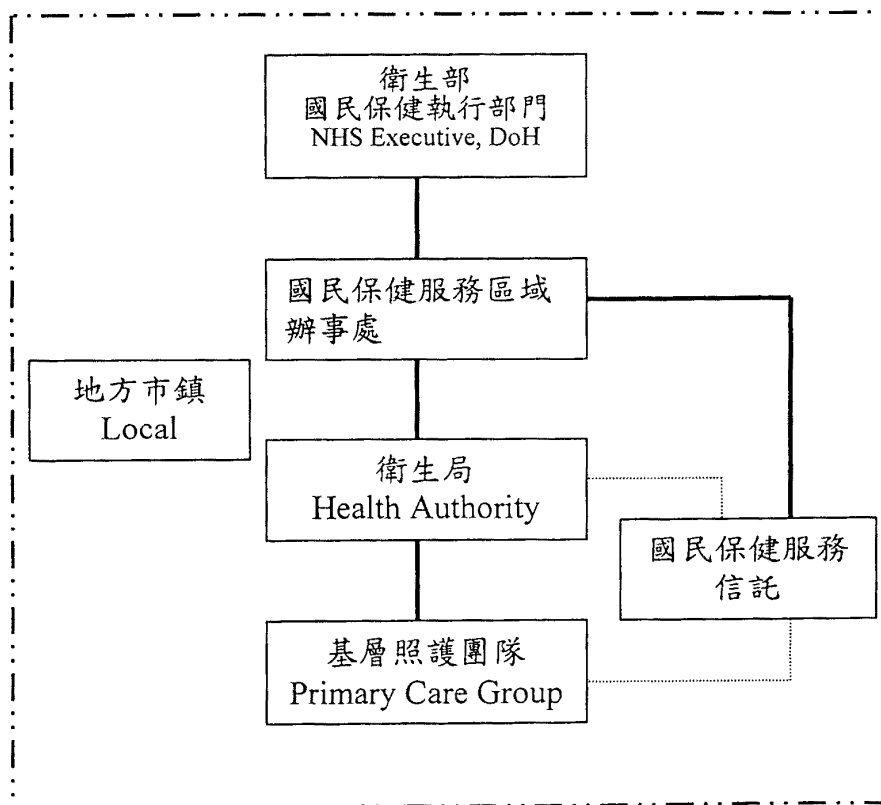 衛生部
國民保健執行部門
NHS Executive, DoH
國民保健服務區域
辦事處
地方市鎮
Local
衛生局
Health Authority
國民保健服務
信託
基層照護團隊
Primary Care Group